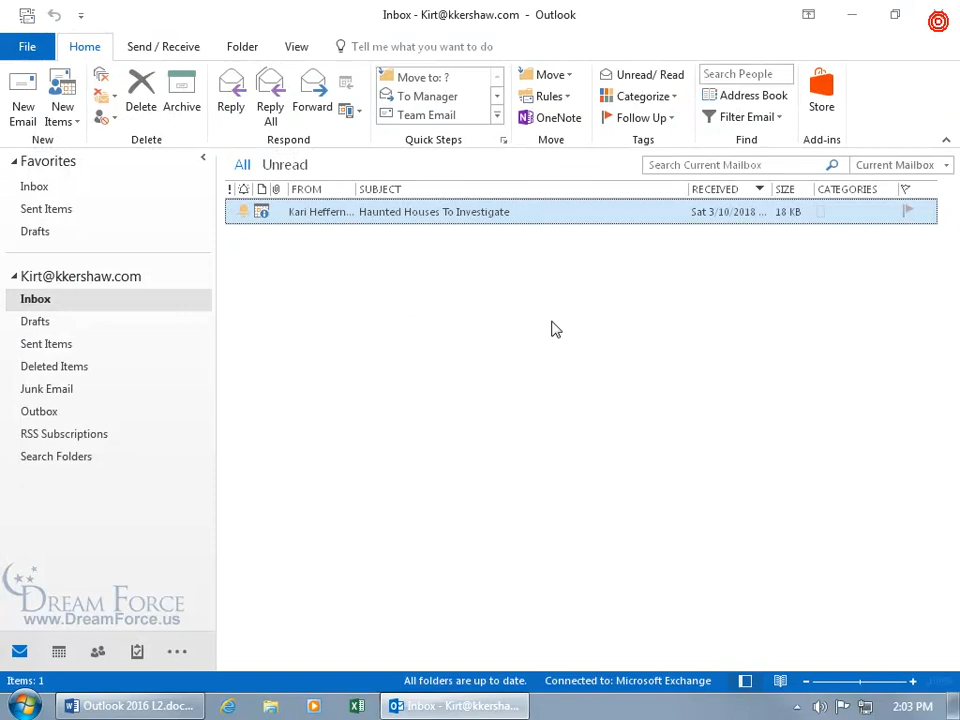 Inbox - Kirt@kkershaw.com - Outlook
File Home Send / Receive Folder View Tell me what you want to do
New Email
New Items
New
Delete
Archive
Delete
Reply
Reply All
Forward
Respond
Move to: ?
To Manager
Team Email
Quick Steps
Move
Rules
OneNote
Move
Unread/ Read
Categorize
Follow Up
Tags
Search People
Address Book
Filter Email
Find
Store
Add-ins
Favorites
Inbox
Sent Items
Drafts
Kirt@kkershaw.com
Inbox
Drafts
Sent Items
Deleted Items
Junk Email
Outbox
RSS Subscriptions
Search Folders
All Unread
Search Current Mailbox Current Mailbox
! FROM SUBJECT RECEIVED SIZE CATEGORIES
Kari Heffern... Haunted Houses To Investigate Sat 3/10/2018 ... 18 KB
Dream Force
www.DreamForce.us
Items: 1 All folders are up to date. Connected to: Microsoft Exchange
Outlook 2016 L2.doc... Inbox - Kirt@kkersha... 2:03 PM